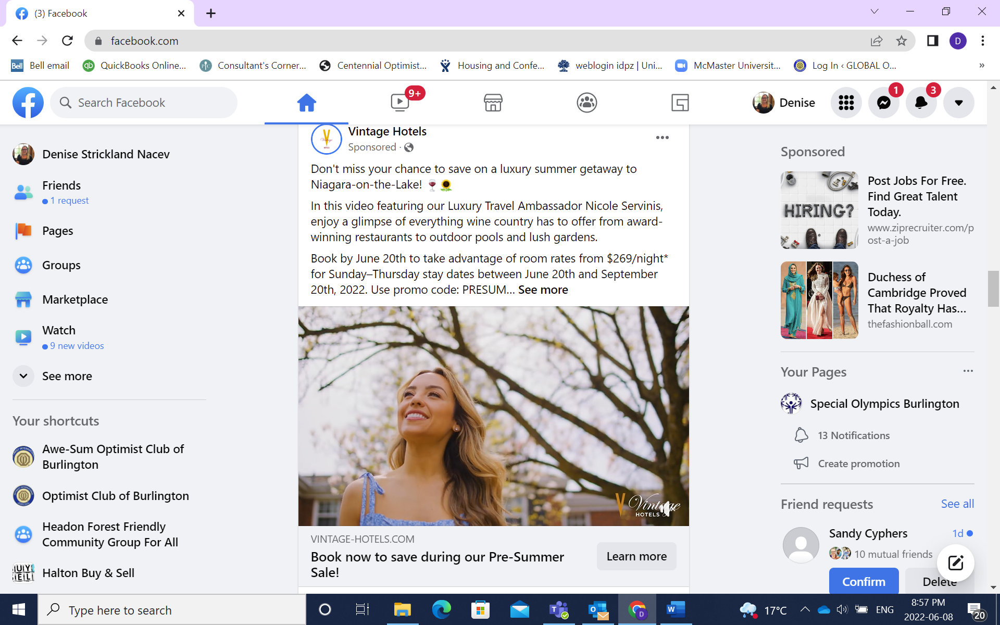 (3) Facebook
facebook.com
D
Bell Bell email
qb QuickBooks Online...
Consultant's Corner...
Centennial Optimist...
Housing and Confe...
weblogin idpz | Uni...
McMaster Universit...
Log In ‹ GLOBAL O...
»
Search Facebook
9+
Denise
1
3
Denise Strickland Nacev
Friends
1 request
Pages
Groups
Marketplace
Watch
9 new videos
See more
Your shortcuts
Awe-Sum Optimist Club of
Burlington
Optimist Club of Burlington
Headon Forest Friendly
Community Group For All
Halton Buy & Sell
Vintage Hotels
Sponsored ·
Don't miss your chance to save on a luxury summer getaway to
Niagara-on-the-Lake! 🍷🌻
In this video featuring our Luxury Travel Ambassador Nicole Servinis,
enjoy a glimpse of everything wine country has to offer from award-
winning restaurants to outdoor pools and lush gardens.
Book by June 20th to take advantage of room rates from $269/night*
for Sunday–Thursday stay dates between June 20th and September
20th, 2022. Use promo code: PRESUM... See more
V Vintage
HOTELS
VINTAGE-HOTELS.COM
Book now to save during our Pre-Summer
Sale!
Learn more
Sponsored
HIRING?
Post Jobs For Free.
Find Great Talent
Today.
www.ziprecruiter.com/p
ost-a-job
Duchess of
Cambridge Proved
That Royalty Has...
thefashionball.com
Your Pages
Special Olympics Burlington
13 Notifications
Create promotion
Friend requests
See all
Sandy Cyphers
1d
10 mutual friends
Confirm
Delete
Type here to search
17°C
ENG
8:57 PM
2022-06-08
20